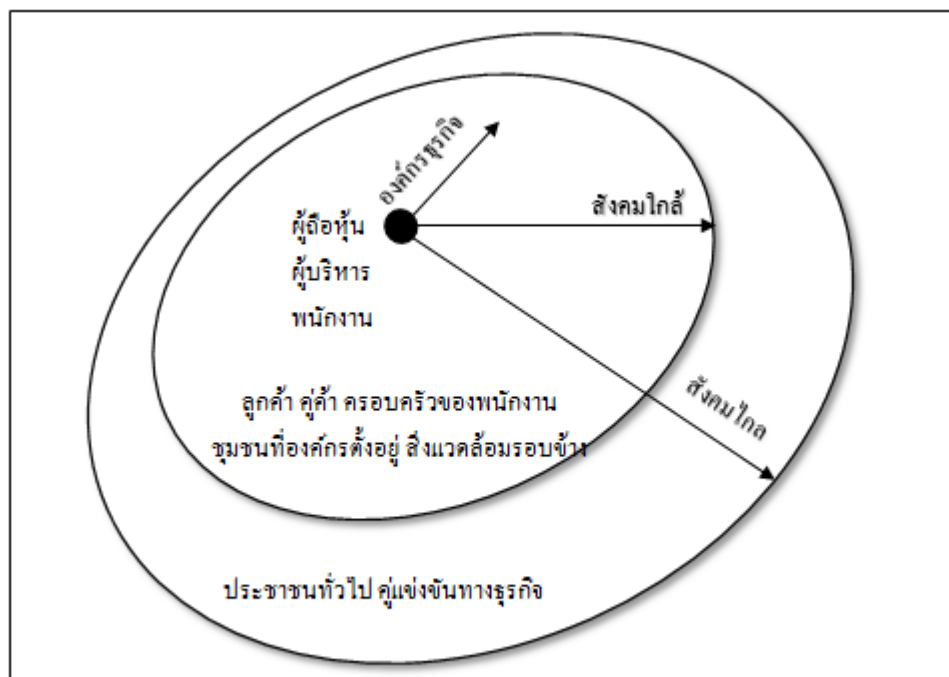 องค์กรธุรกิจ
สังคมใกล้
ผู้ถือหุ้น
ผู้บริหาร
พนักงาน
สังคมไกล
ลูกค้า คู่ค้า ครอบครัวของพนักงาน
ชุมชนที่องค์กรตั้งอยู่ สิ่งแวดล้อมรอบข้าง
ประชาชนทั่วไป คู่แข่งขันทางธุรกิจ